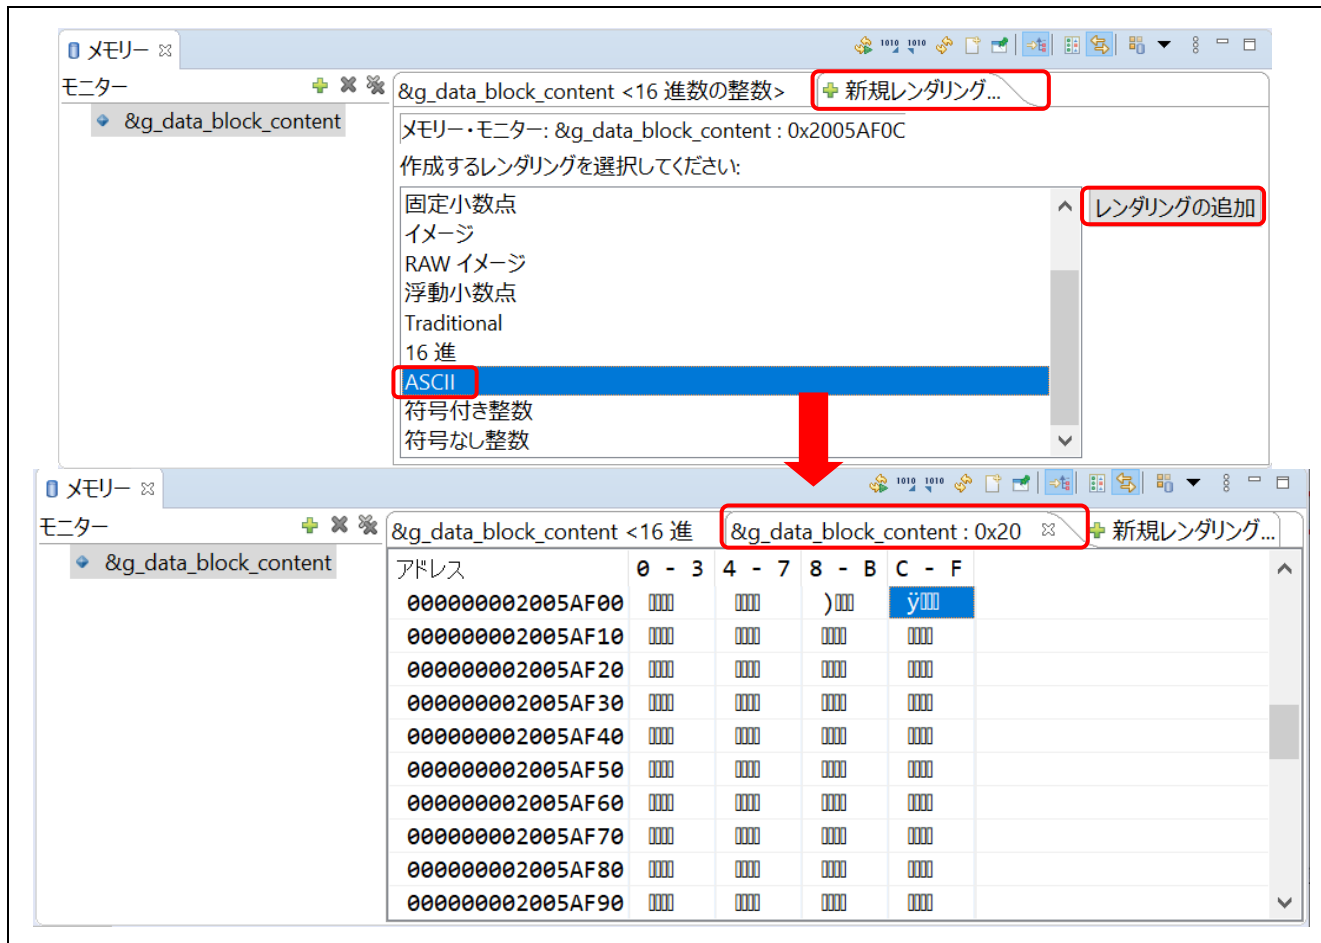 メモリー
モニター
&g_data_block_content <16 進数の整数>
新規レンダリング...
&g_data_block_content
メモリー・モニター: &g_data_block_content : 0x2005AF0C
作成するレンダリングを選択してください:
固定小数点
レンダリングの追加
イメージ
RAW イメージ
浮動小数点
Traditional
16 進
ASCII
符号付き整数
符号なし整数
メモリー
モニター
&g_data_block_content <16 進
&g_data_block_content : 0x20
新規レンダリング...
&g_data_block_content
アドレス 0 - 3 4 - 7 8 - B C - F
000000002005AF00 ▯▯▯▯ ▯▯▯▯ )▯▯▯ ÿ▯▯▯
000000002005AF10 ▯▯▯▯ ▯▯▯▯ ▯▯▯▯ ▯▯▯▯
000000002005AF20 ▯▯▯▯ ▯▯▯▯ ▯▯▯▯ ▯▯▯▯
000000002005AF30 ▯▯▯▯ ▯▯▯▯ ▯▯▯▯ ▯▯▯▯
000000002005AF40 ▯▯▯▯ ▯▯▯▯ ▯▯▯▯ ▯▯▯▯
000000002005AF50 ▯▯▯▯ ▯▯▯▯ ▯▯▯▯ ▯▯▯▯
000000002005AF60 ▯▯▯▯ ▯▯▯▯ ▯▯▯▯ ▯▯▯▯
000000002005AF70 ▯▯▯▯ ▯▯▯▯ ▯▯▯▯ ▯▯▯▯
000000002005AF80 ▯▯▯▯ ▯▯▯▯ ▯▯▯▯ ▯▯▯▯
000000002005AF90 ▯▯▯▯ ▯▯▯▯ ▯▯▯▯ ▯▯▯▯